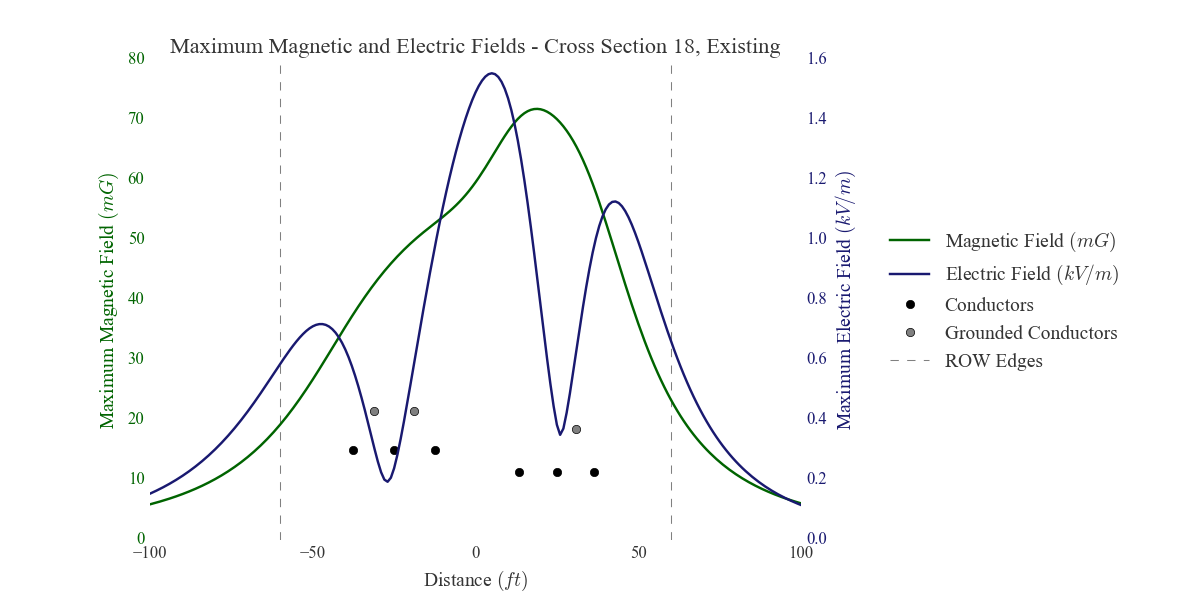 Maximum Magnetic and Electric Fields - Cross Section 18, Existing
80
70
60
50
40
30
20
10
0
Maximum Magnetic Field (mG)
1.6
1.4
1.2
1.0
0.8
0.6
0.4
0.2
0.0
Maximum Electric Field (kV/m)
−100
−50
0
50
100
Distance (ft)
Magnetic Field (mG)
Electric Field (kV/m)
Conductors
Grounded Conductors
ROW Edges